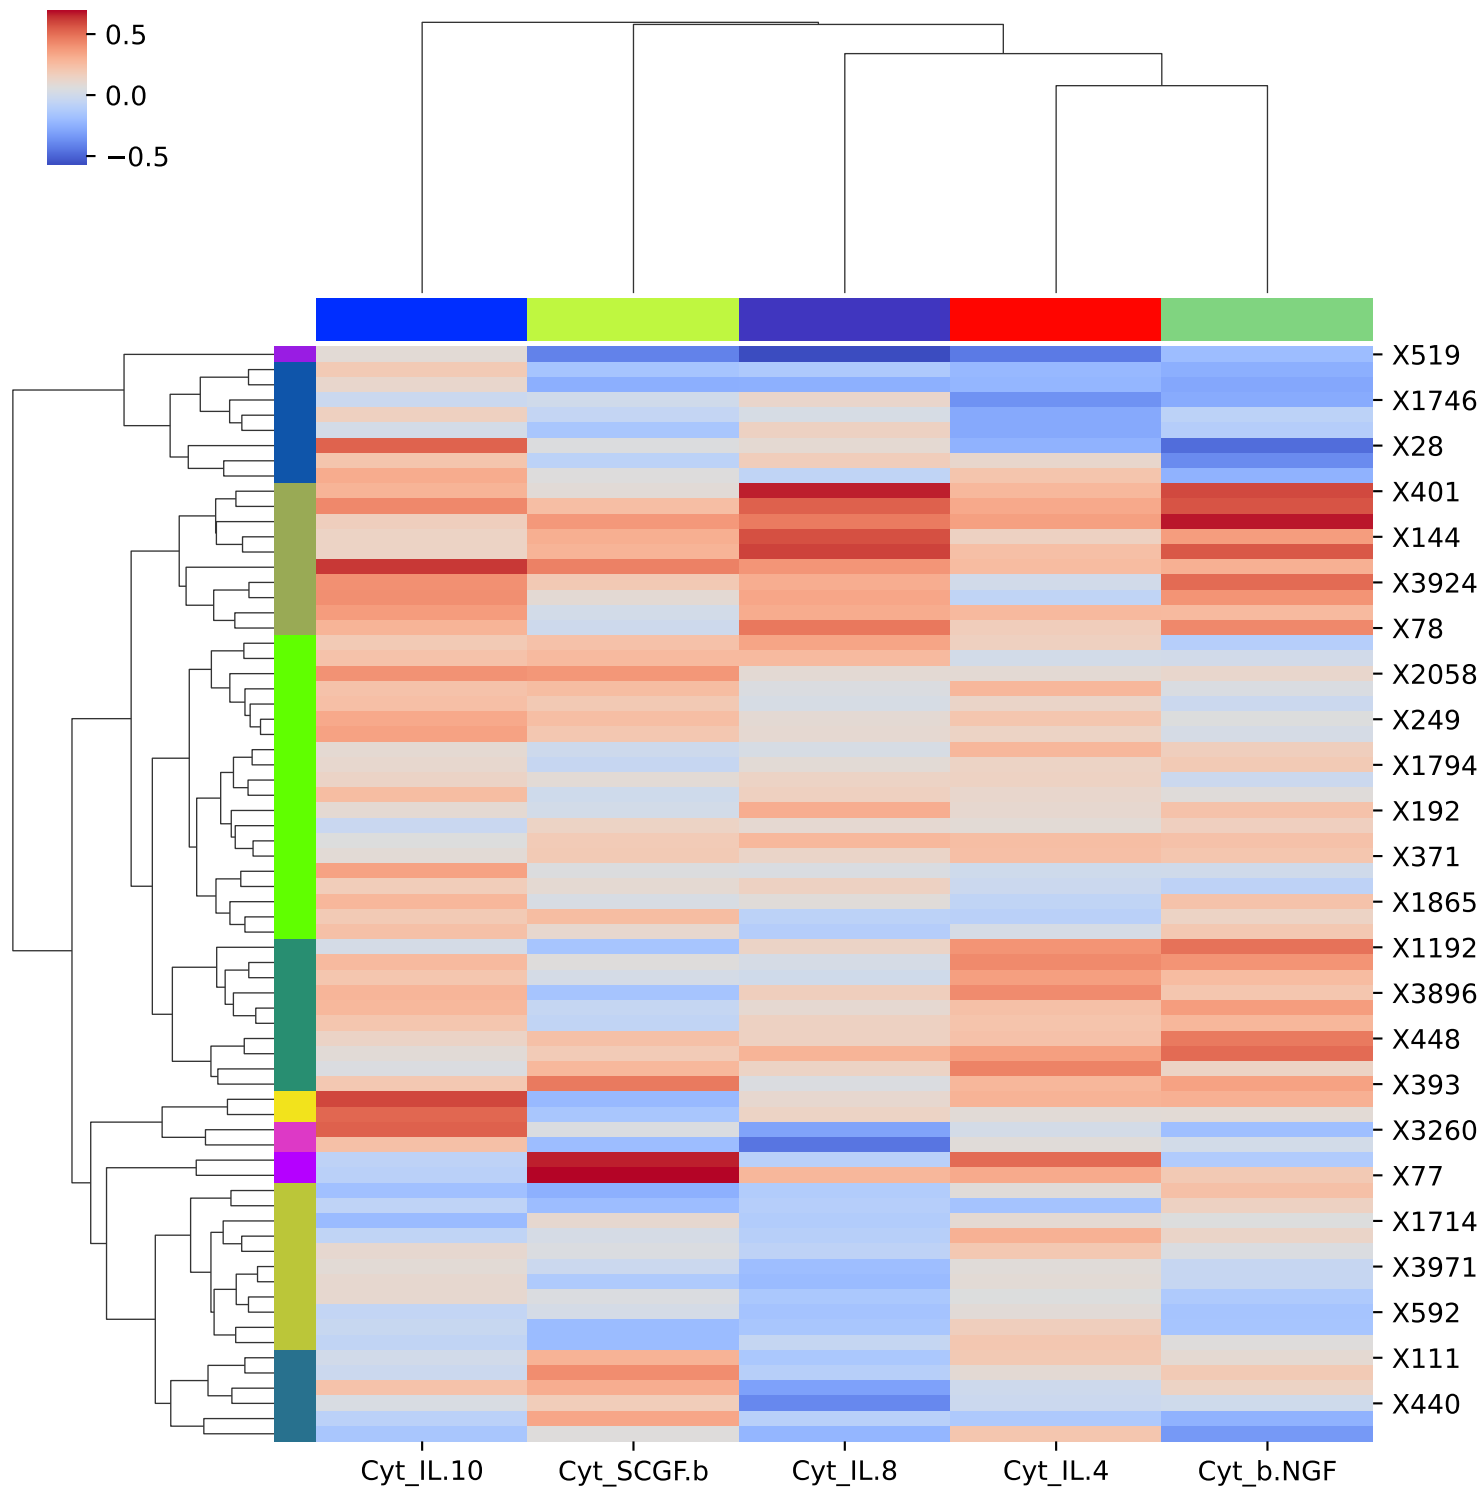 0.5
0.0
−0.5
X519
X1746
X28
X401
X144
X3924
X78
X2058
X249
X1794
X192
X371
X1865
X1192
X3896
X448
X393
X3260
X77
X1714
X3971
X592
X111
X440
Cyt_IL.10 Cyt_SCGF.b Cyt_IL.8 Cyt_IL.4 Cyt_b.NGF